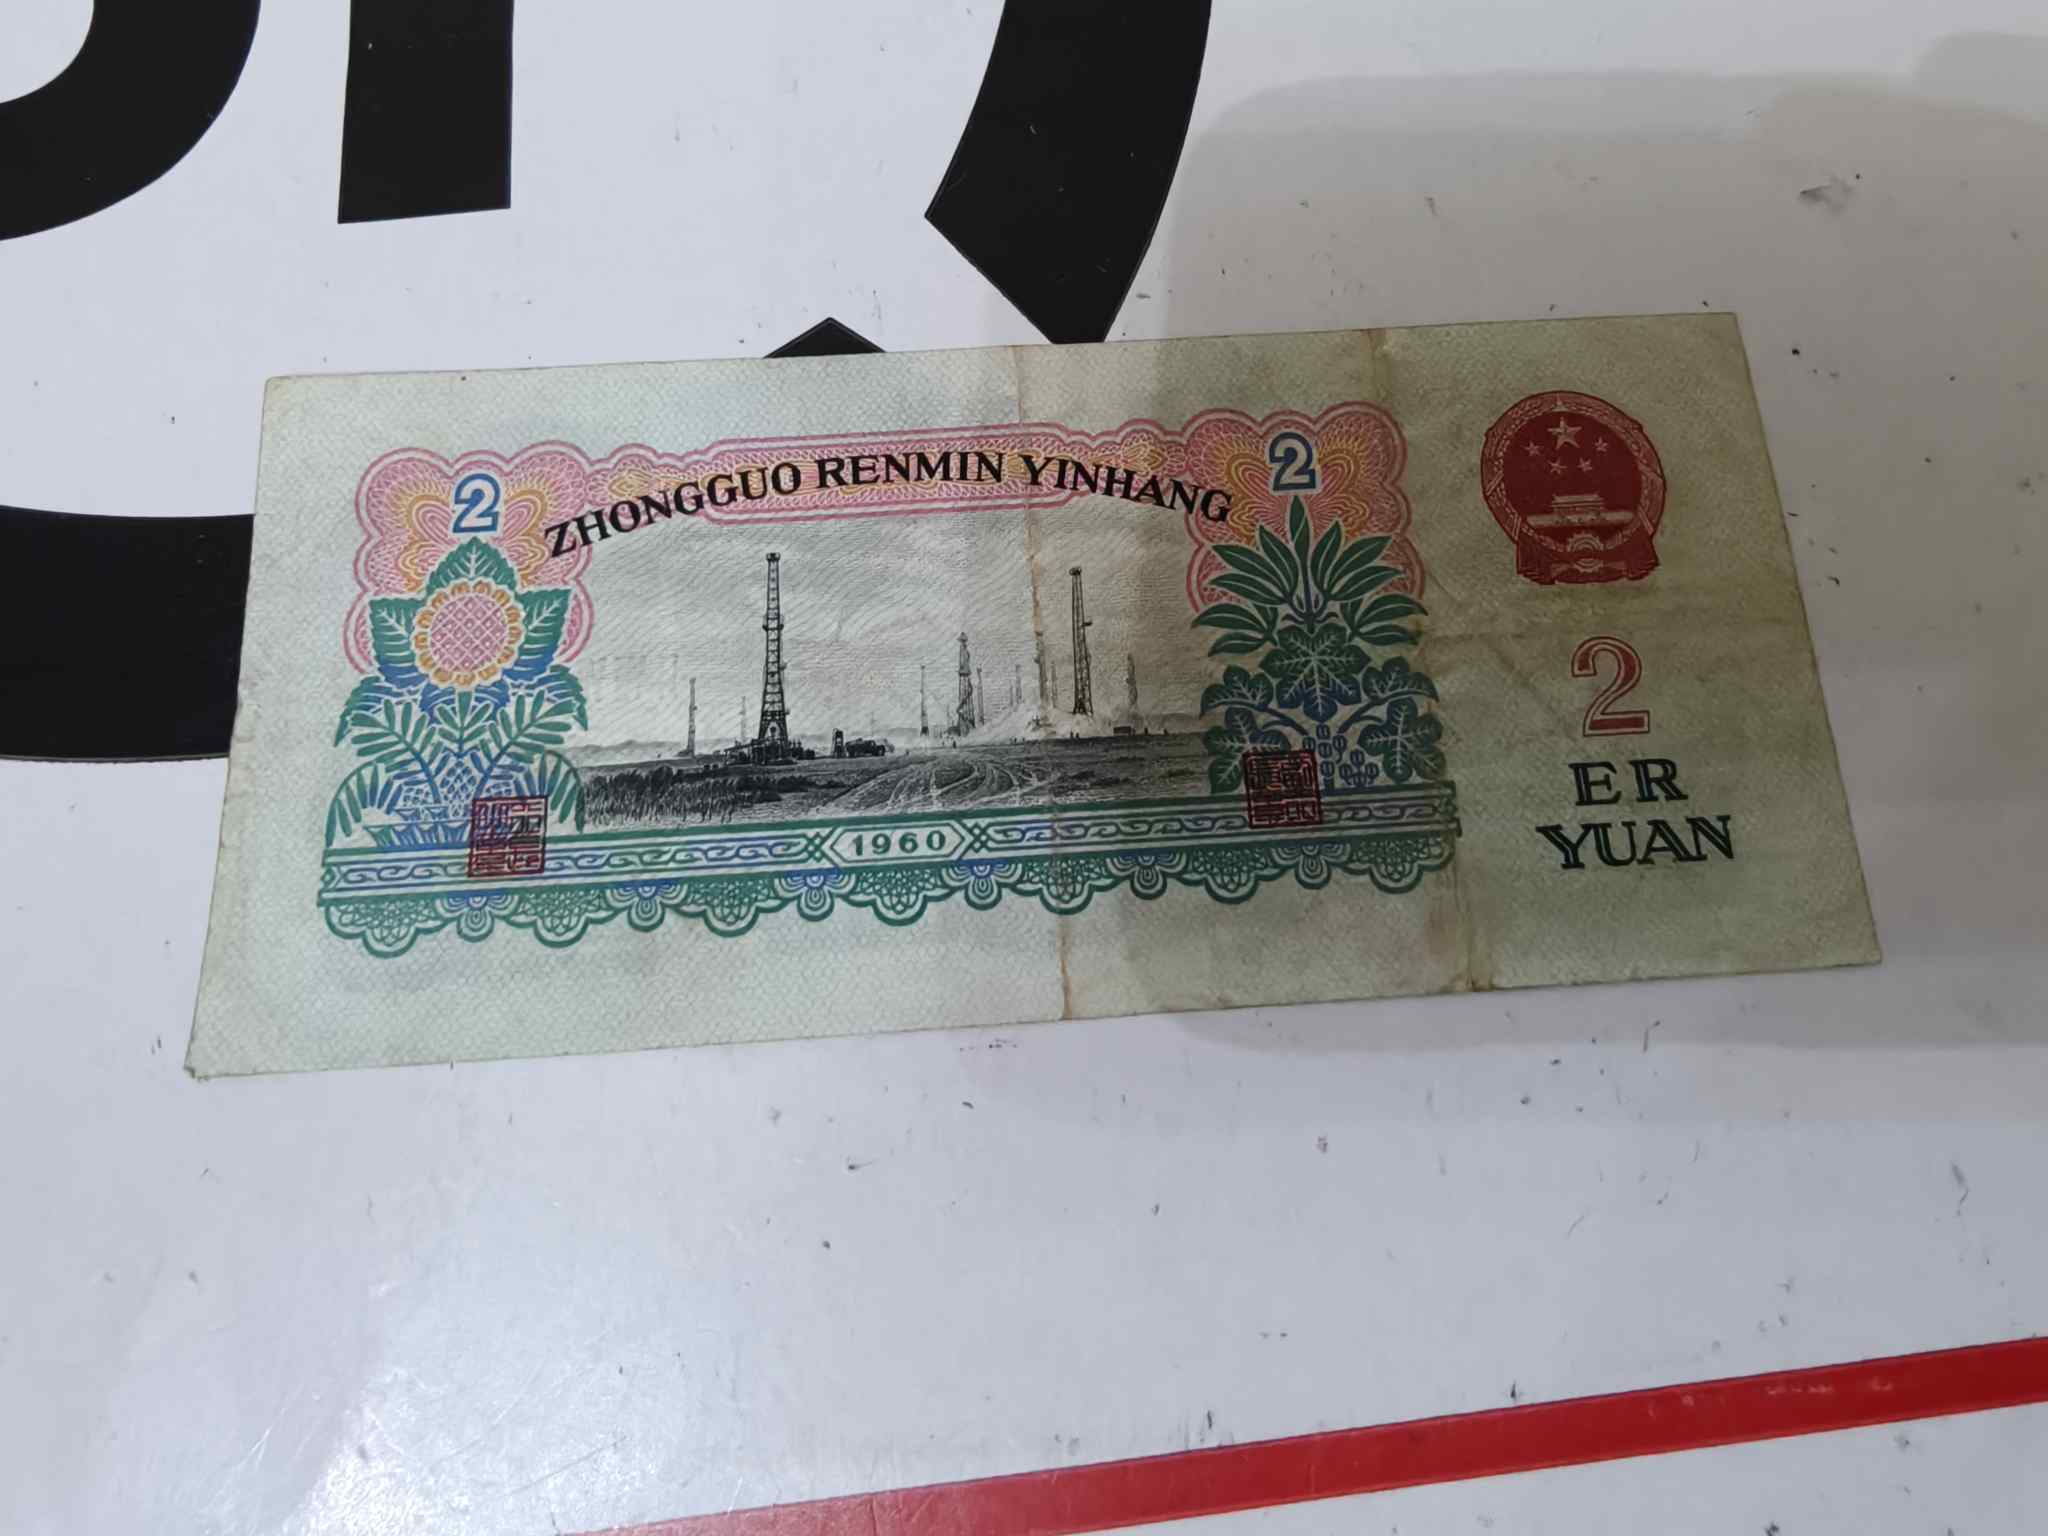 ZHONGGUO RENMIN YINHANG
2
2
2
ER
YUAN
1960